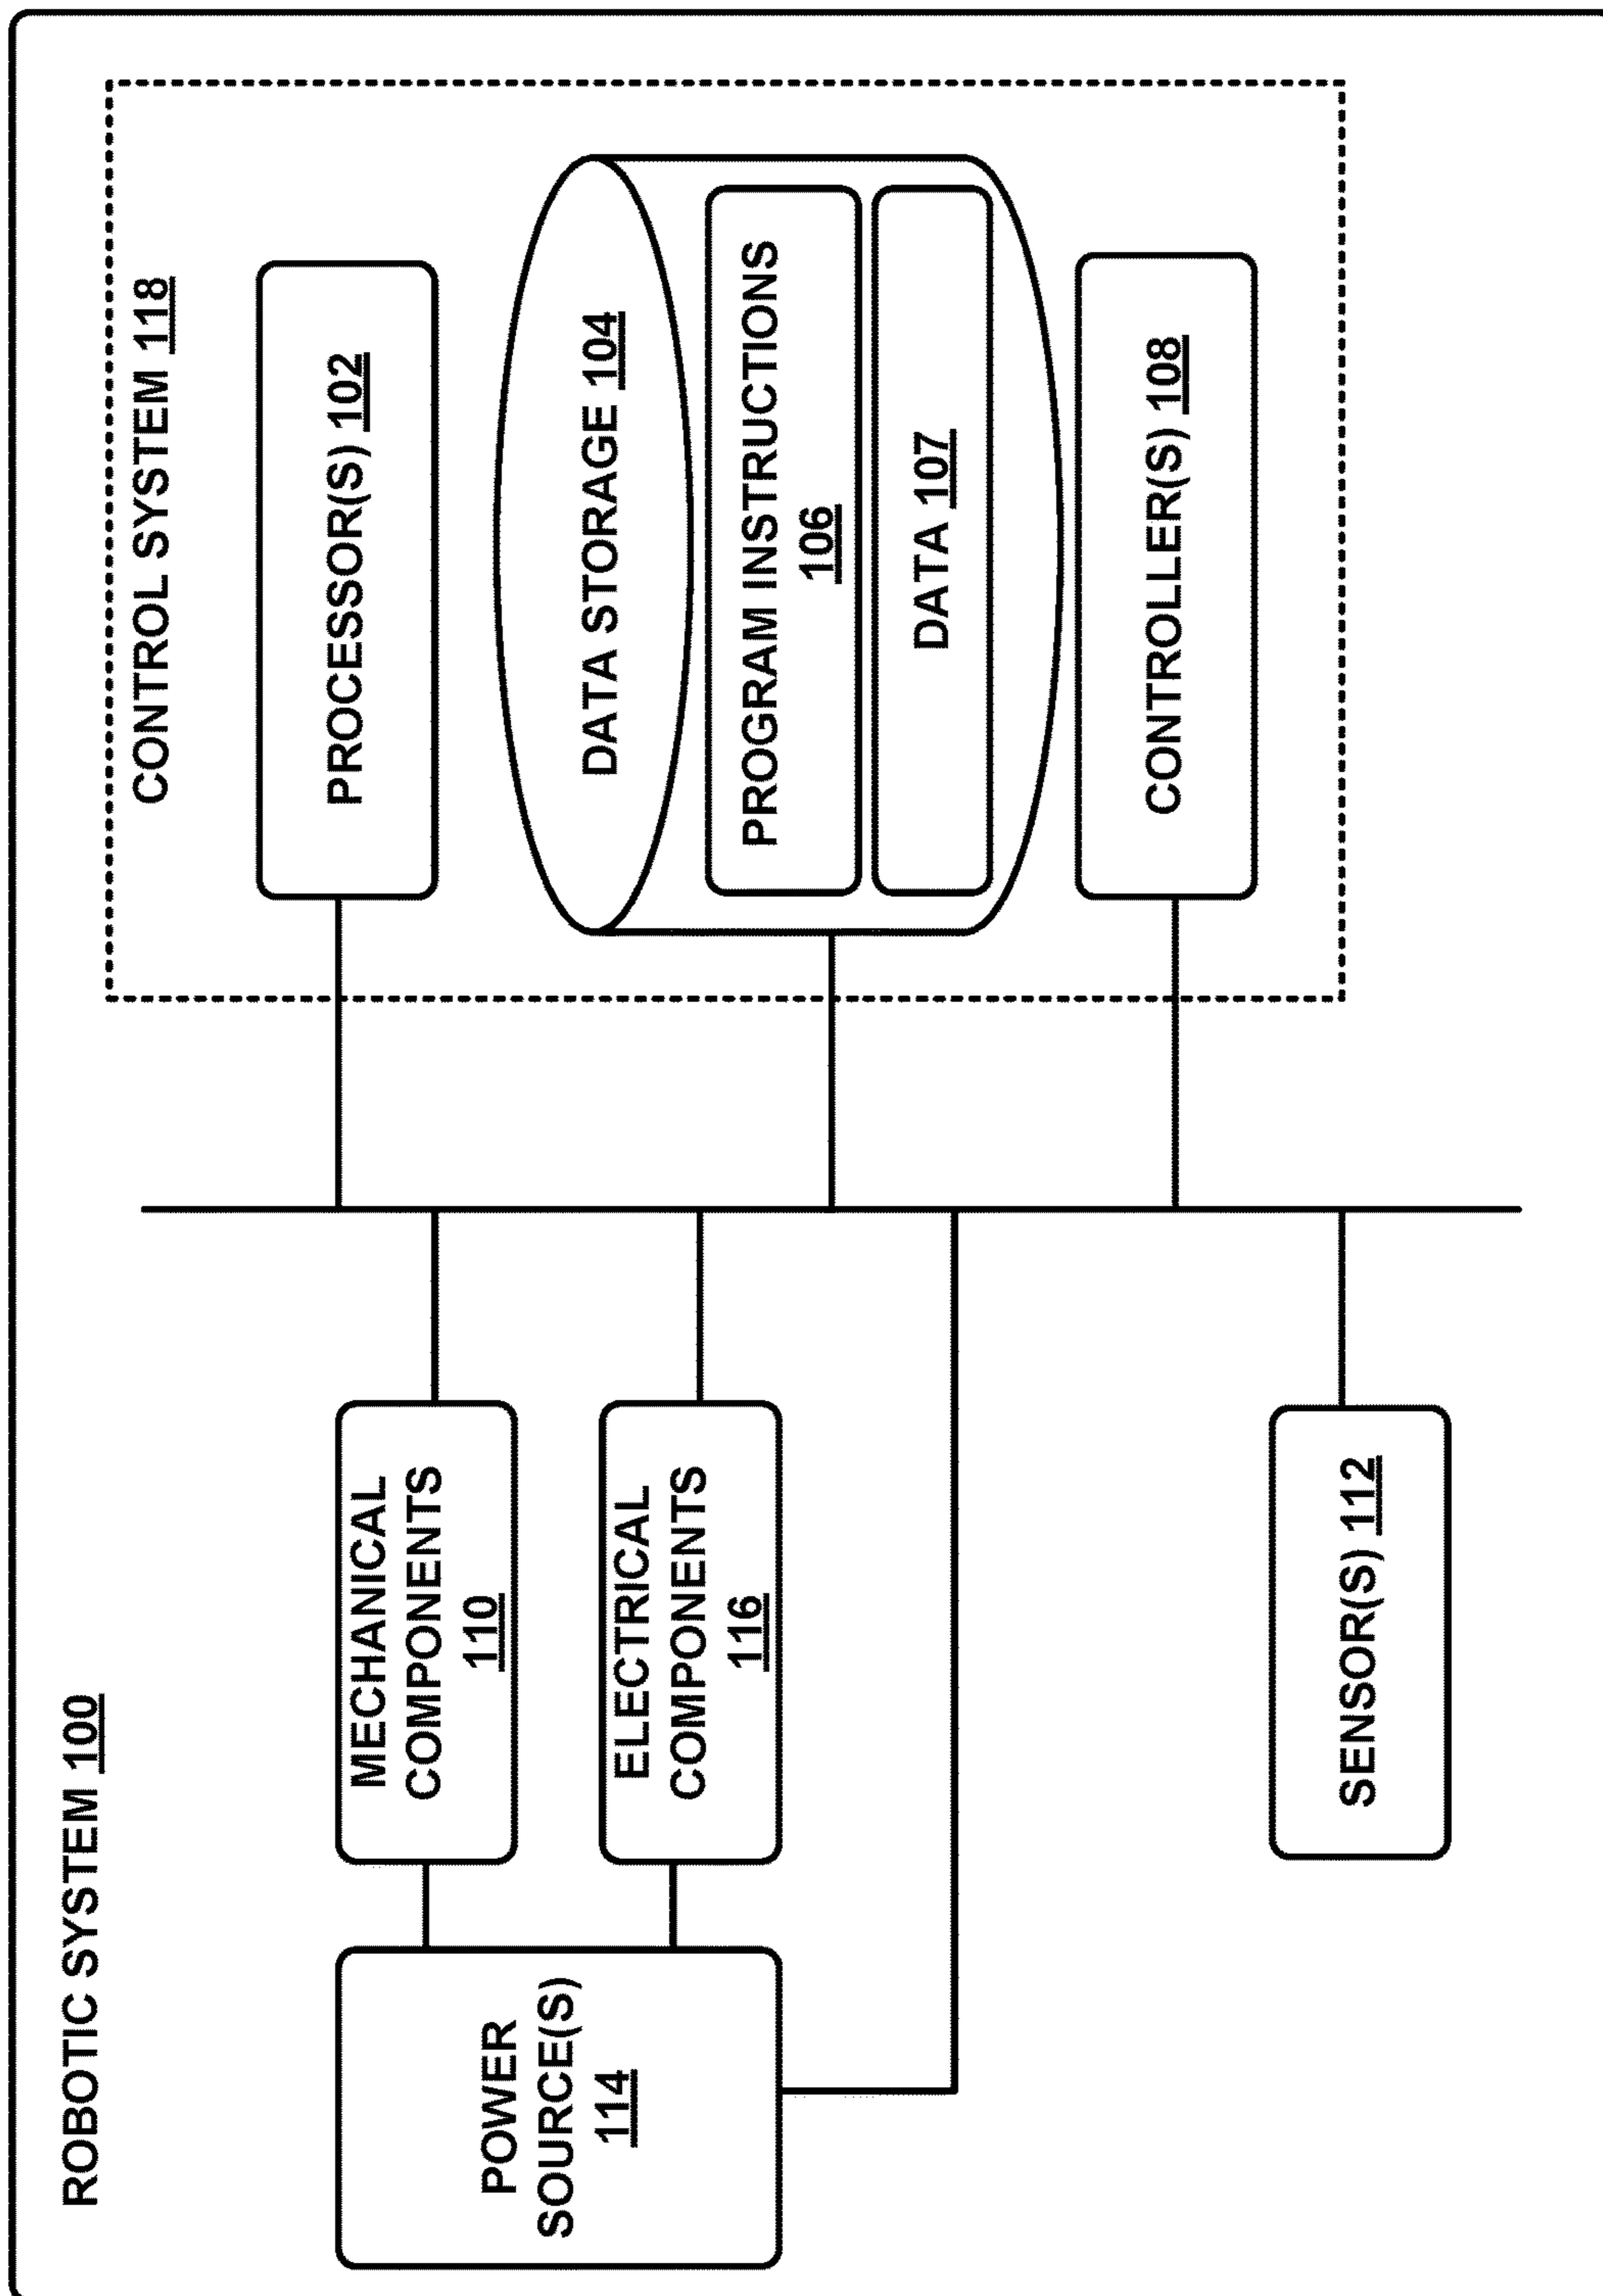 ROBOTIC SYSTEM 100
CONTROL SYSTEM 118
POWER
SOURCE(S)
114
MECHANICAL
COMPONENTS
110
ELECTRICAL
COMPONENTS
116
SENSOR(S) 112
PROCESSOR(S) 102
DATA STORAGE 104
PROGRAM INSTRUCTIONS
106
DATA 107
CONTROLLER(S) 108